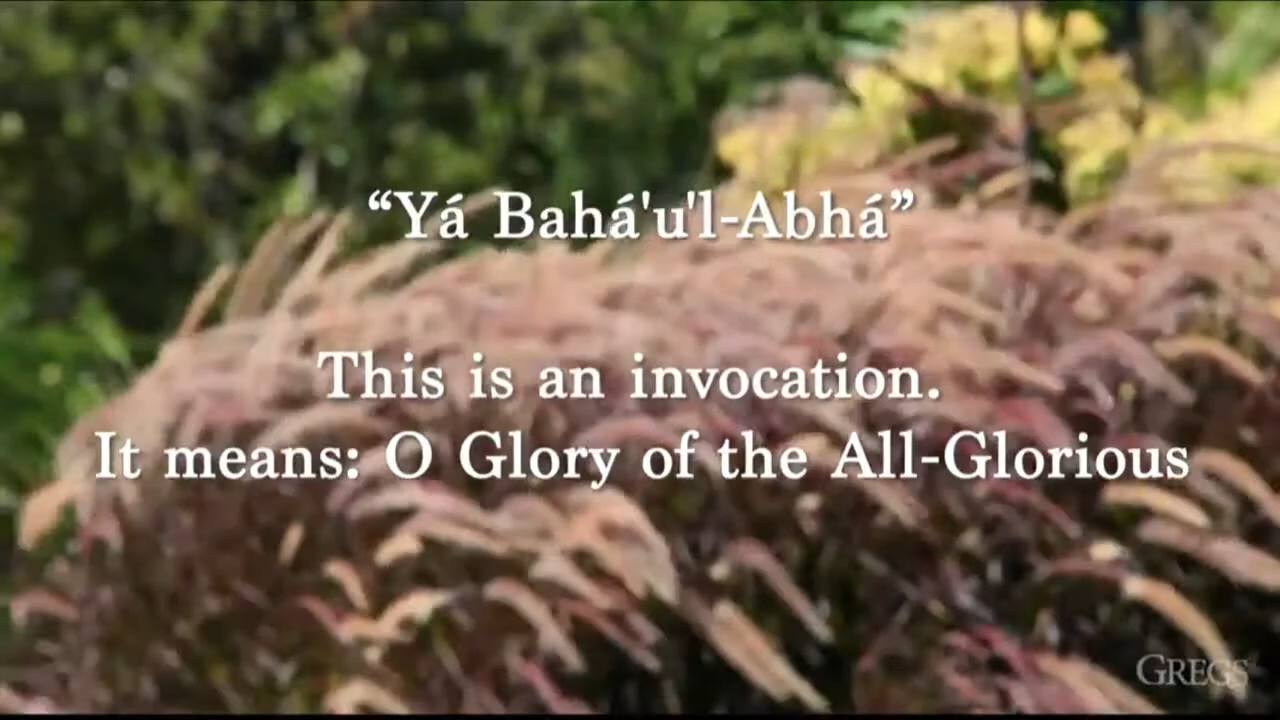 “Yá Bahá'u'l-Abhá”
This is an invocation.
It means: O Glory of the All-Glorious
GREGS